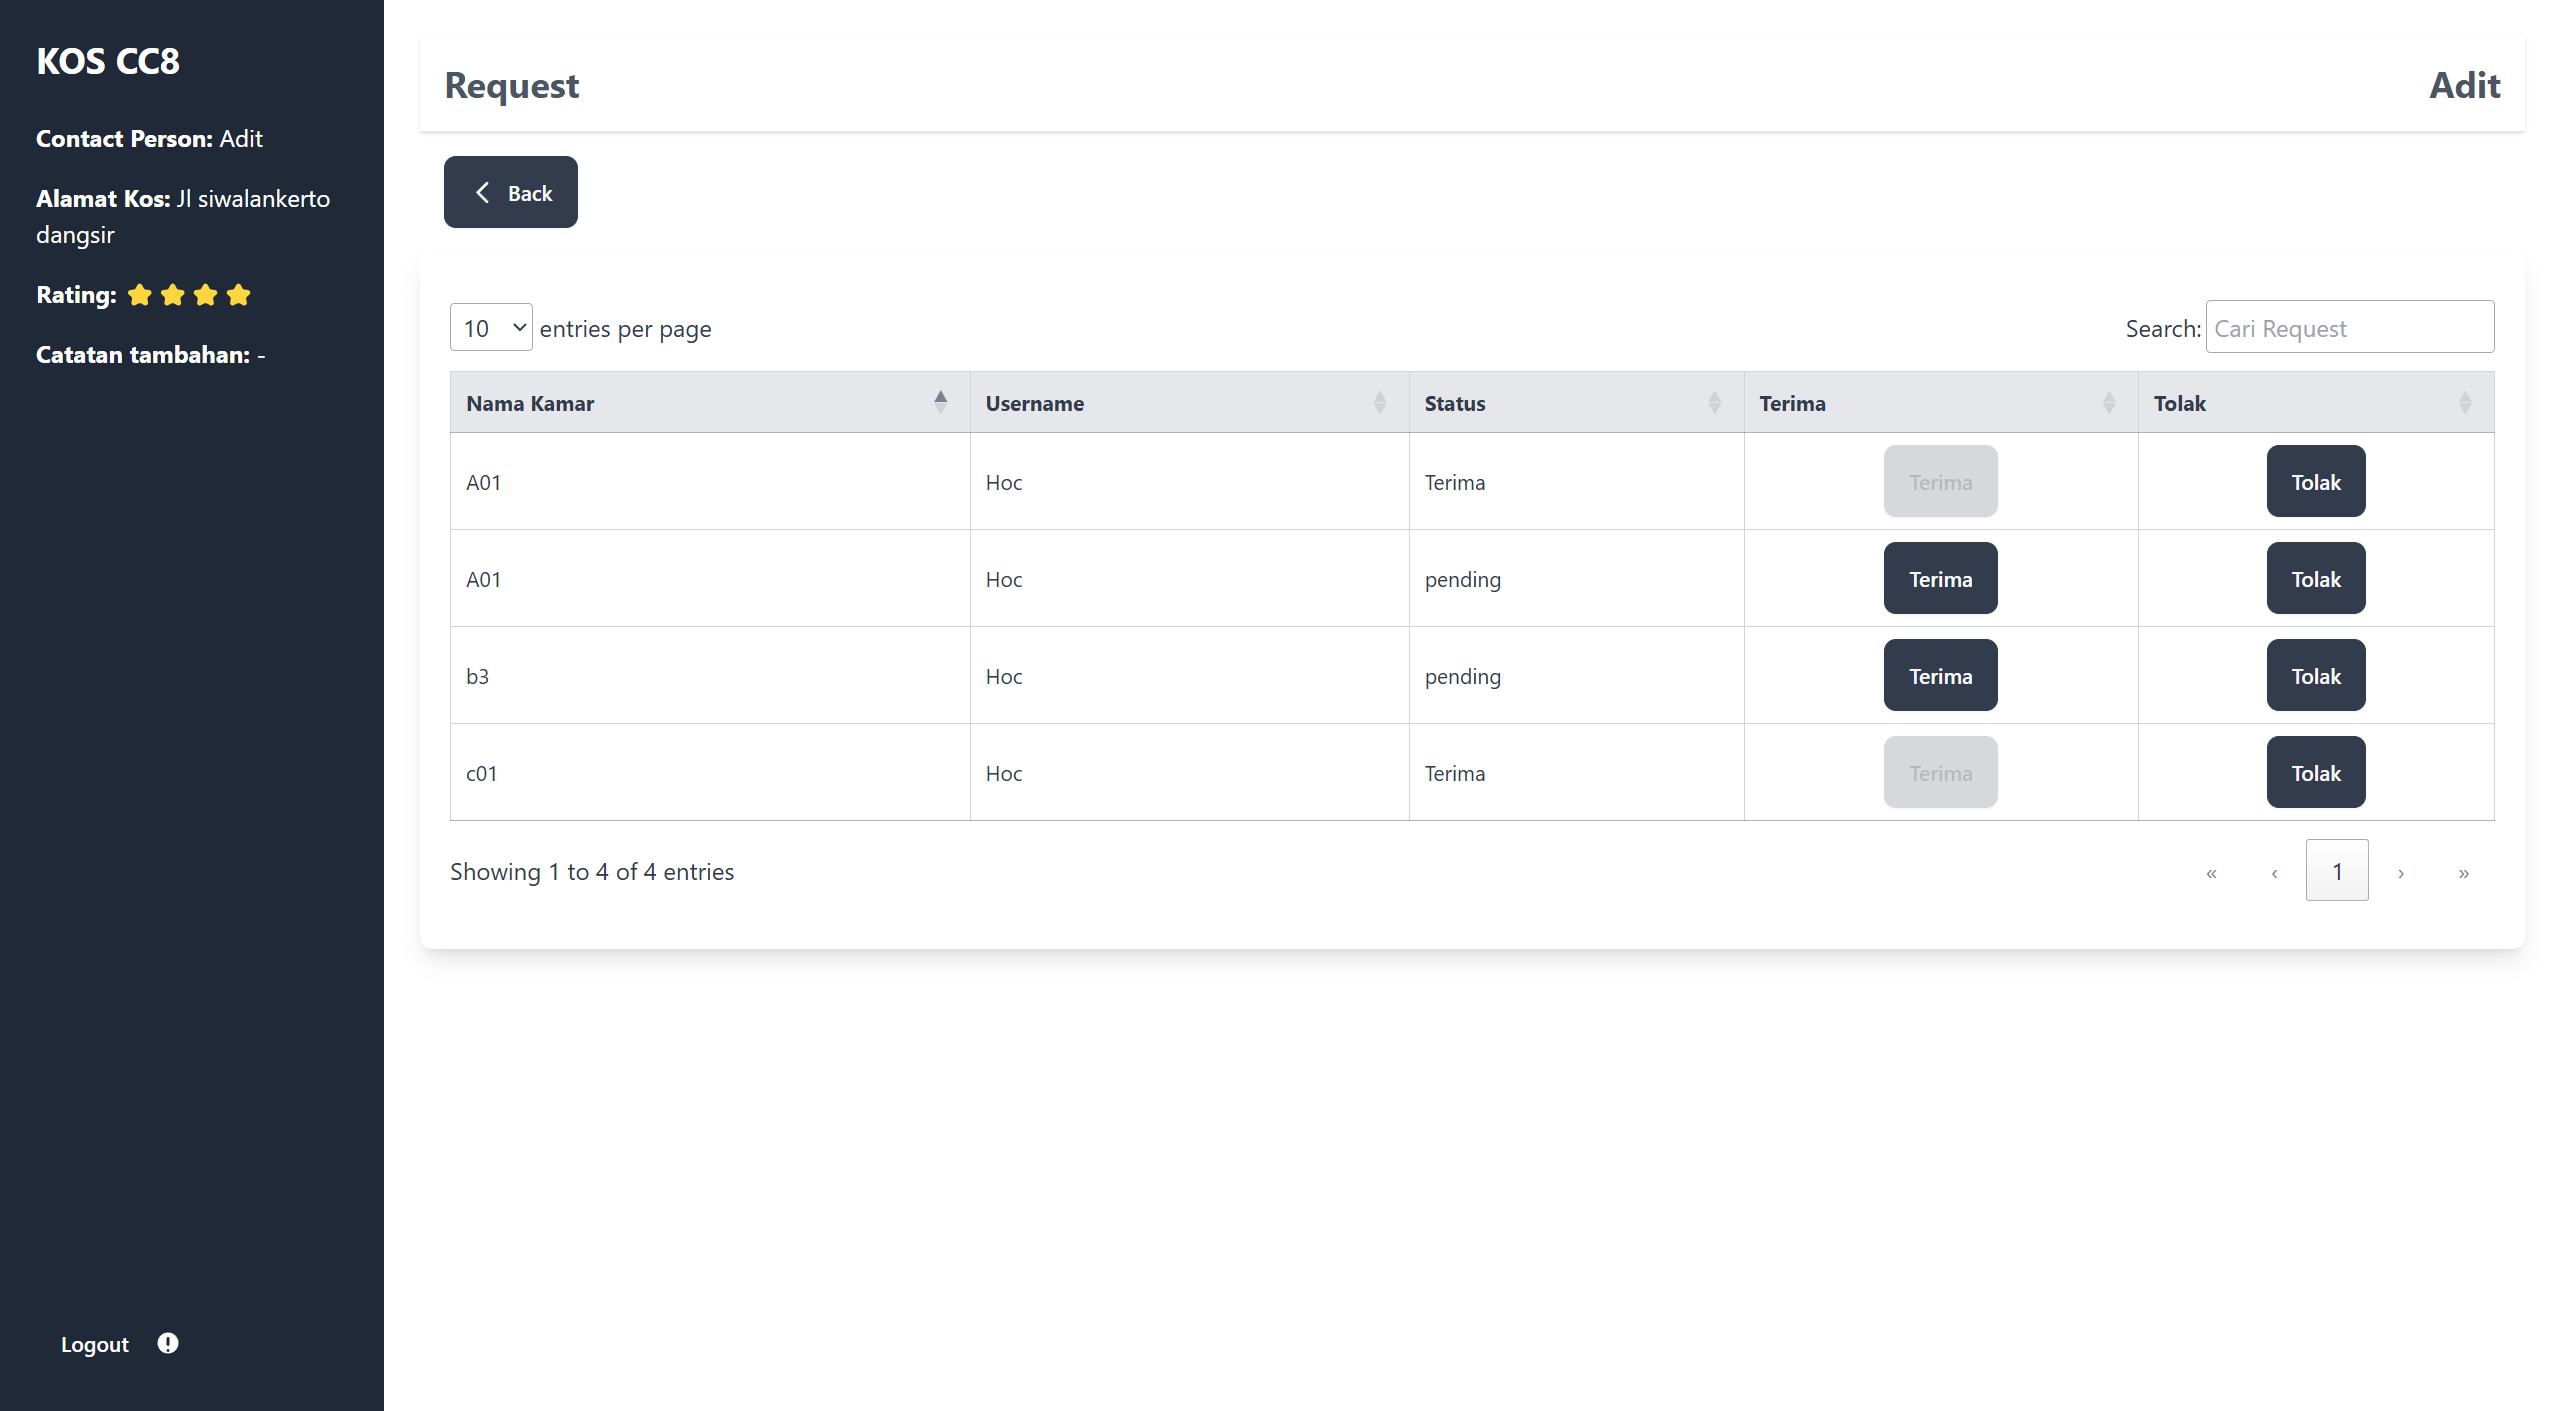 KOS CC8
Contact Person: Adit
Alamat Kos: Jl siwalankerto
dangsir
Rating:
Catatan tambahan: -
Logout
Request
Adit
Back
10 entries per page
Search: Cari Request
Nama Kamar Username Status Terima Tolak
A01 Hoc Terima Terima Tolak
A01 Hoc pending Terima Tolak
b3 Hoc pending Terima Tolak
c01 Hoc Terima Terima Tolak
Showing 1 to 4 of 4 entries
« ‹ 1 › »